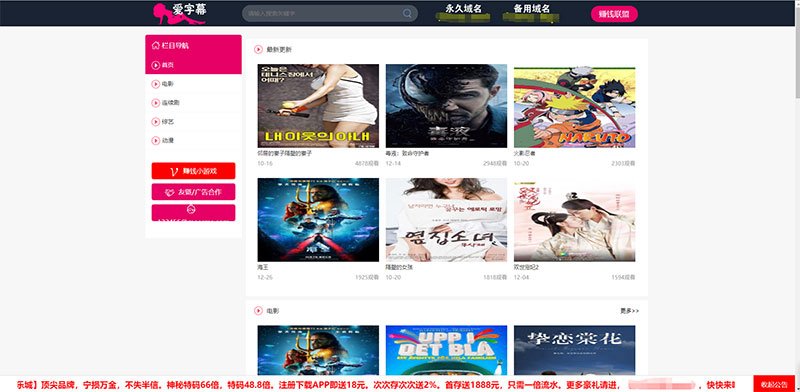 爱字幕
请输入搜索关键字
永久域名
备用域名
赚钱联盟
栏目导航
首页
电影
连续剧
综艺
动漫
赚钱小游戏
友链/广告合作
最新更新
오늘은
테니스장에서
어때?
내 이웃의 아내
邻居的妻子隔壁的妻子
10-16
4878观看
毒液
毒液：致命守护者
12-14
2948观看
NARUTO
火影忍者
10-20
2303观看
海王
海王
12-26
1925观看
옆집소녀
隔壁的女孩
10-20
1818观看
双世宠妃2
12-04
1594观看
电影
更多>>
UPP I
DET BLÅ
挚恋棠花
乐城】顶尖品牌，宁损万金，不失半信。神秘特码66倍，特码48.8倍。注册下载APP即送18元，次次存次次送2%。首存送1888元，只需一倍流水。更多豪礼请进，
，快快来
收起公告